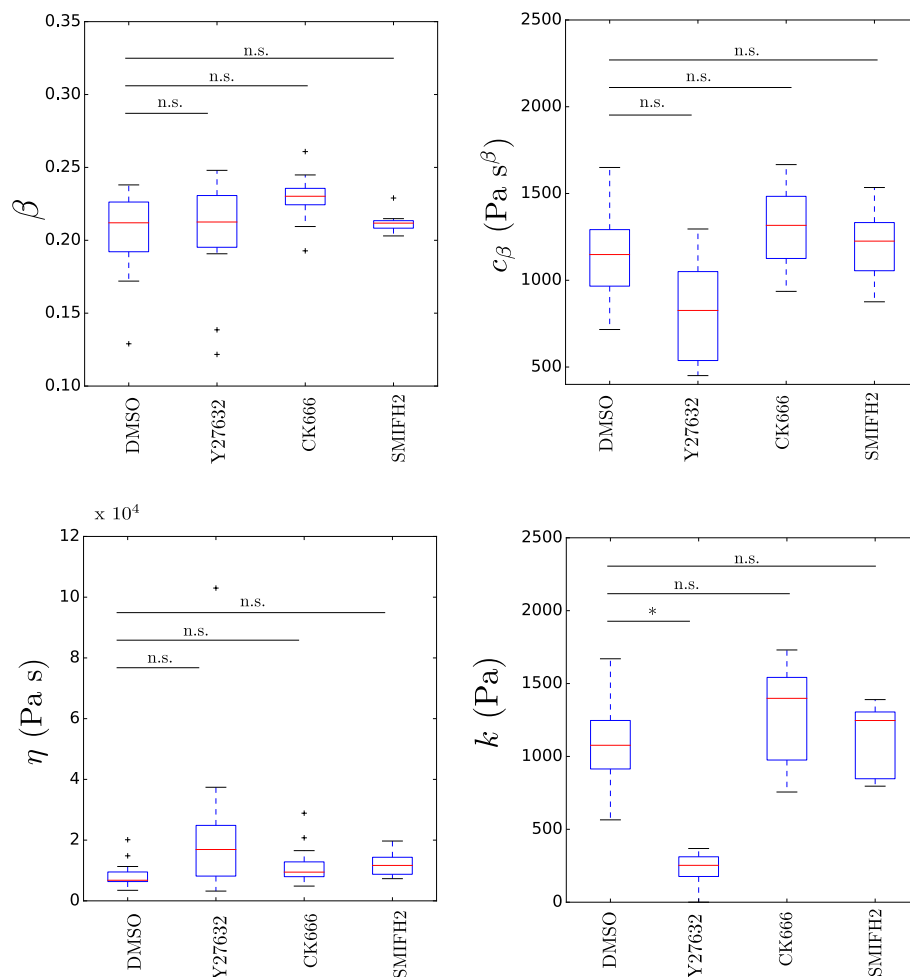 0.35
0.30
0.25
0.20
0.15
0.10
β
n.s.
n.s.
n.s.
DMSO
Y27632
CK666
SMIFH2
2500
2000
1500
1000
500
c_β (Pa s^β)
n.s.
n.s.
n.s.
DMSO
Y27632
CK666
SMIFH2
x 10⁴
12
10
8
6
4
2
0
η (Pa s)
n.s.
n.s.
n.s.
DMSO
Y27632
CK666
SMIFH2
2500
2000
1500
1000
500
0
k (Pa)
n.s.
n.s.
*
DMSO
Y27632
CK666
SMIFH2